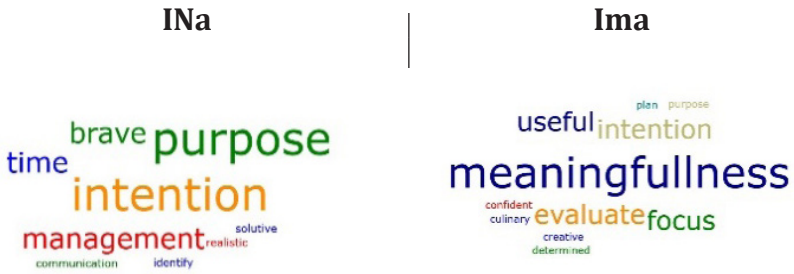 INa
Ima
brave purpose
time
intention
solutive
management realistic
communication identify
plan purpose
useful intention
meaningfullness
confident
culinary evaluate focus
creative
determined